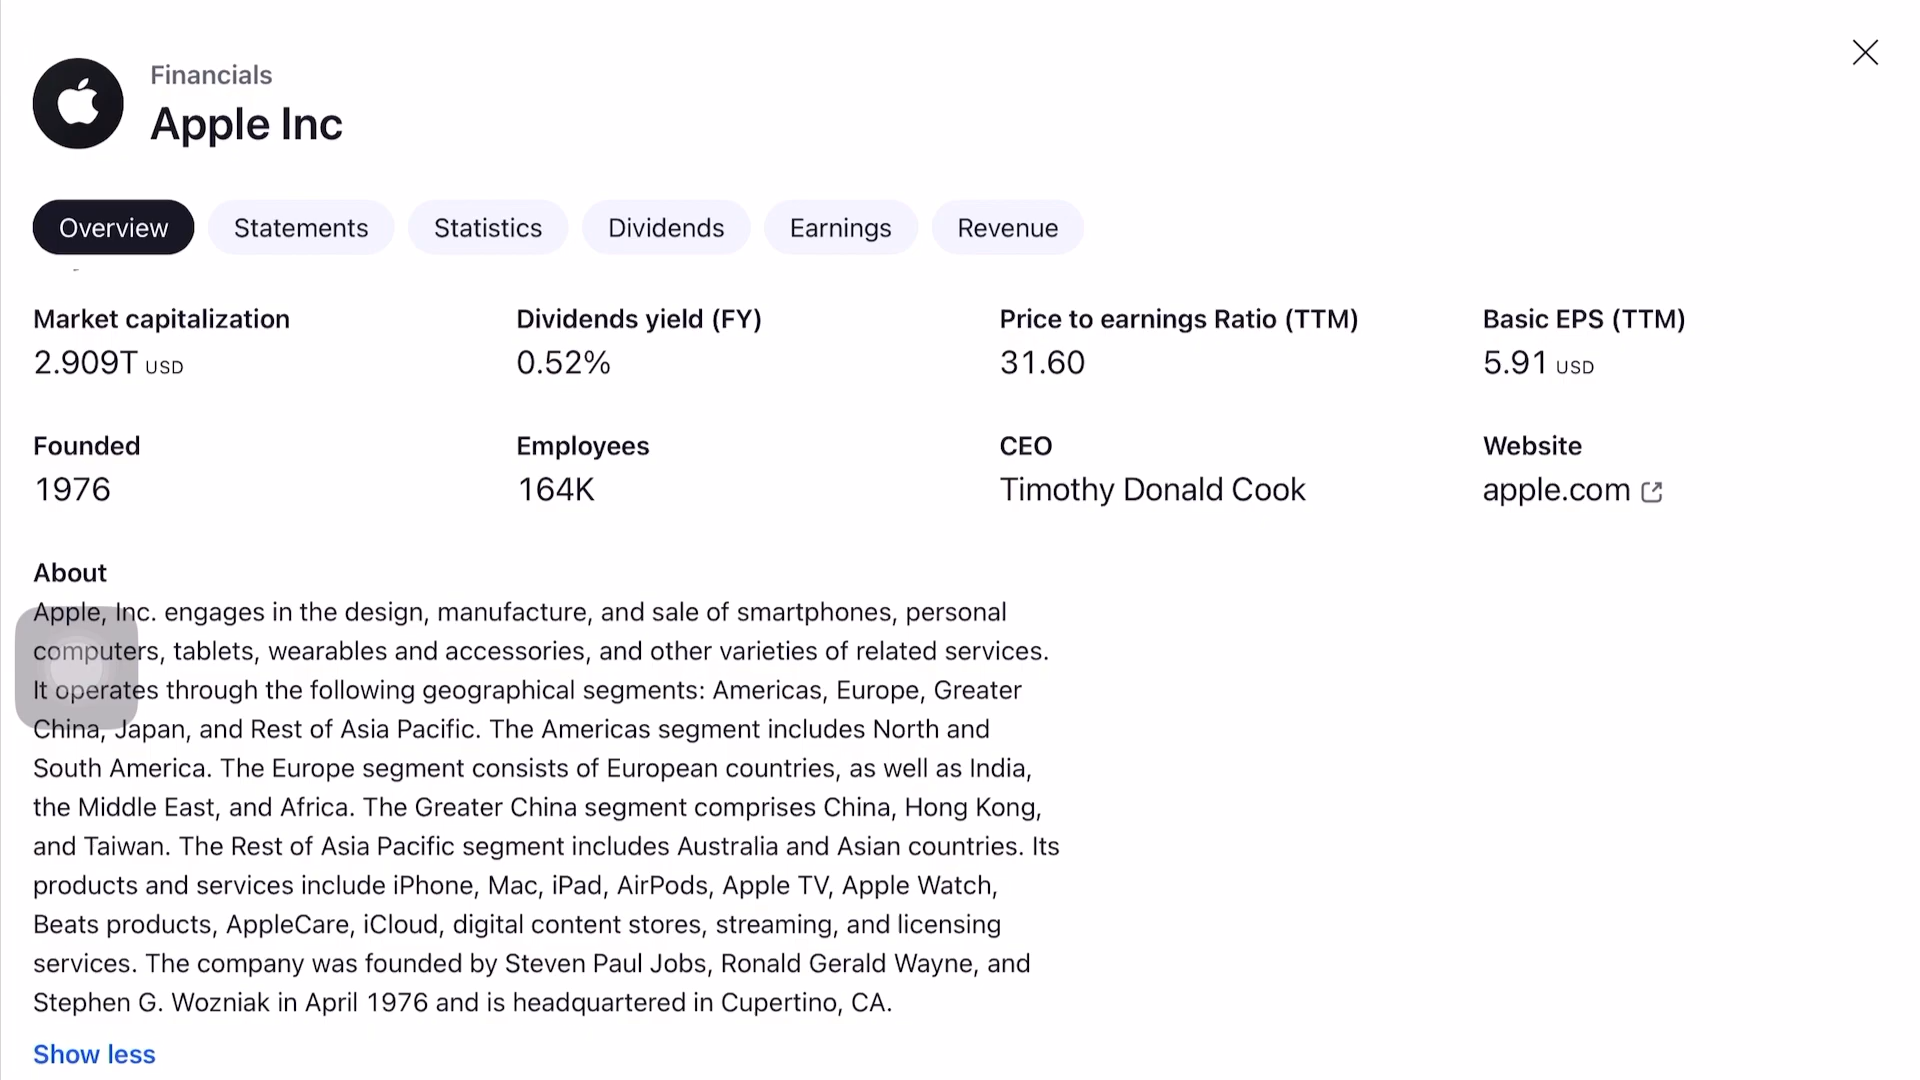 Financials
Apple Inc
Overview
Statements
Statistics
Dividends
Earnings
Revenue
Market capitalization
2.909T USD
Dividends yield (FY)
0.52%
Price to earnings Ratio (TTM)
31.60
Basic EPS (TTM)
5.91 USD
Founded
1976
Employees
164K
CEO
Timothy Donald Cook
Website
apple.com
About
Apple, Inc. engages in the design, manufacture, and sale of smartphones, personal
computers, tablets, wearables and accessories, and other varieties of related services.
It operates through the following geographical segments: Americas, Europe, Greater
China, Japan, and Rest of Asia Pacific. The Americas segment includes North and
South America. The Europe segment consists of European countries, as well as India,
the Middle East, and Africa. The Greater China segment comprises China, Hong Kong,
and Taiwan. The Rest of Asia Pacific segment includes Australia and Asian countries. Its
products and services include iPhone, Mac, iPad, AirPods, Apple TV, Apple Watch,
Beats products, AppleCare, iCloud, digital content stores, streaming, and licensing
services. The company was founded by Steven Paul Jobs, Ronald Gerald Wayne, and
Stephen G. Wozniak in April 1976 and is headquartered in Cupertino, CA.
Show less